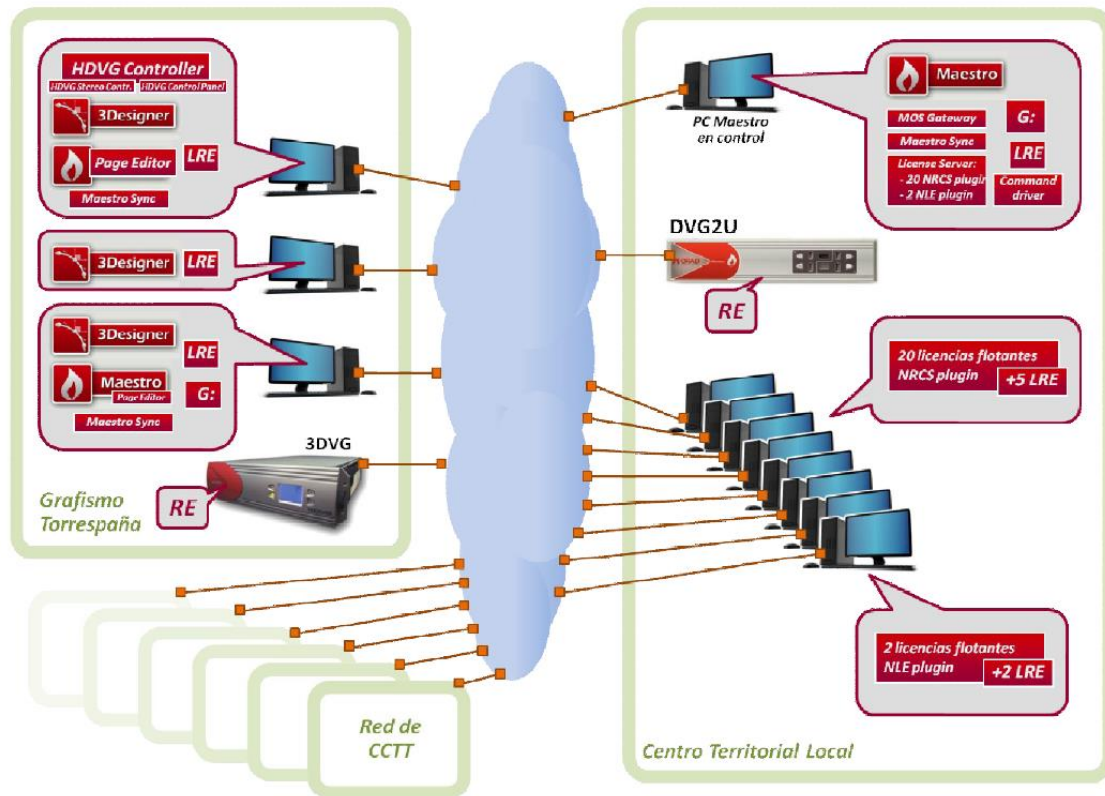 HDVG Controller
HDVG Stereo Contr.
HDVG Control Panel
3Designer
Page Editor
LRE
Maestro Sync
3Designer
LRE
3Designer
LRE
Maestro
Page Editor
G:
Maestro Sync
3DVG
RE
Grafismo
Torrespaña
Red de
CCTT
PC Maestro
en control
Maestro
MOS Gateway
G:
Maestro Sync
LRE
License Server:
- 20 NRCS plugin
- 2 NLE plugin
Command
driver
DVG2U
RE
20 licencias flotantes
NRCS plugin
+5 LRE
2 licencias flotantes
NLE plugin
+2 LRE
Centro Territorial Local